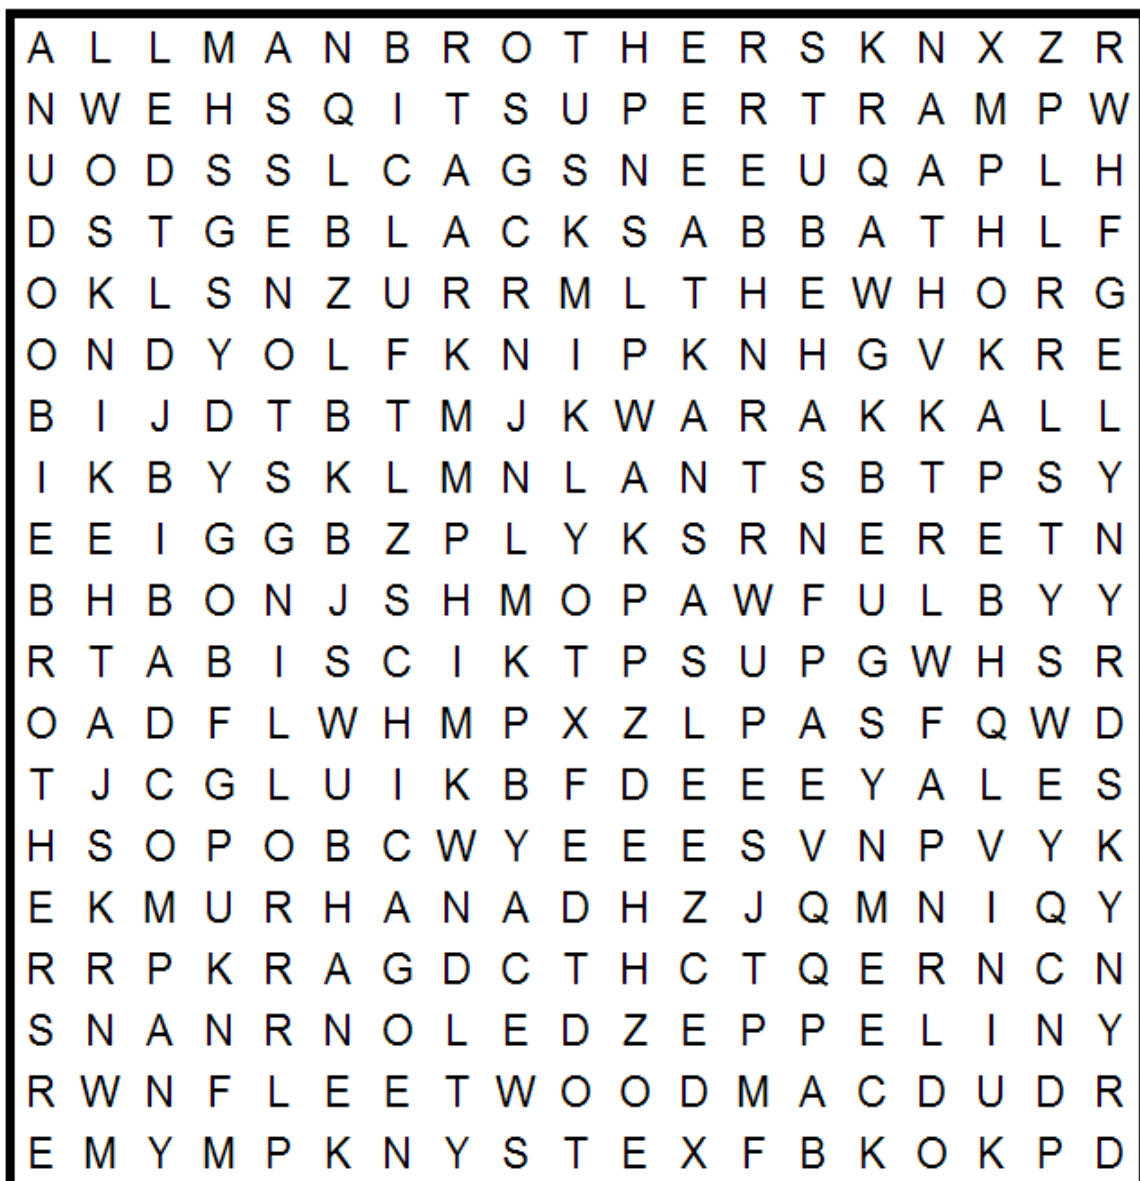 A L L M A N B R O T H E R S K N X Z R
N W E H S Q I T S U P E R T R A M P W
U O D S S L C A G S N E E U Q A P L H
D S T G E B L A C K S A B B A T H L F
O K L S N Z U R R M L T H E W H O R G
O N D Y O L F K N I P K N H G V K R E
B I J D T B T M J K W A R A K K A L L
I K B Y S K L M N L A N T S B T P S Y
E E I G G B Z P L Y K S R N E R E T N
B H B O N J S H M O P A W F U L B Y Y
R T A B I S C I K T P S U P G W H S R
O A D F L W H M P X Z L P A S F Q W D
T J C G L U I K B F D E E E Y A L E S
H S O P O B C W Y E E E S V N P V Y K
E K M U R H A N A D H Z J Q M N I Q Y
R R P K R A G D C T H C T Q E R N C N
S N A N R N O L E D Z E P P E L I N Y
R W N F L E E T W O O D M A C D U D R
E M Y M P K N Y S T E X F B K O K P D